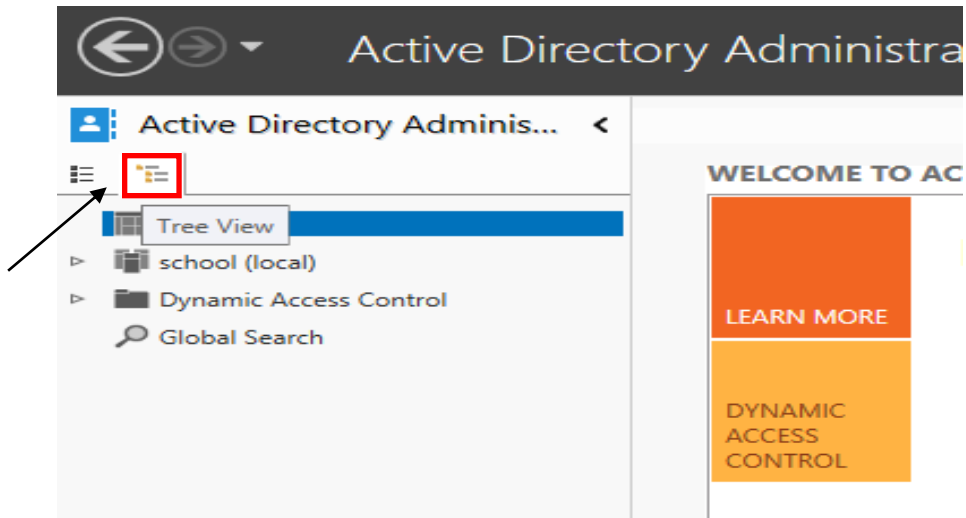 Active Directory Administra
Active Directory Adminis...
Tree View
school (local)
Dynamic Access Control
Global Search
WELCOME TO AC
LEARN MORE
DYNAMIC
ACCESS
CONTROL